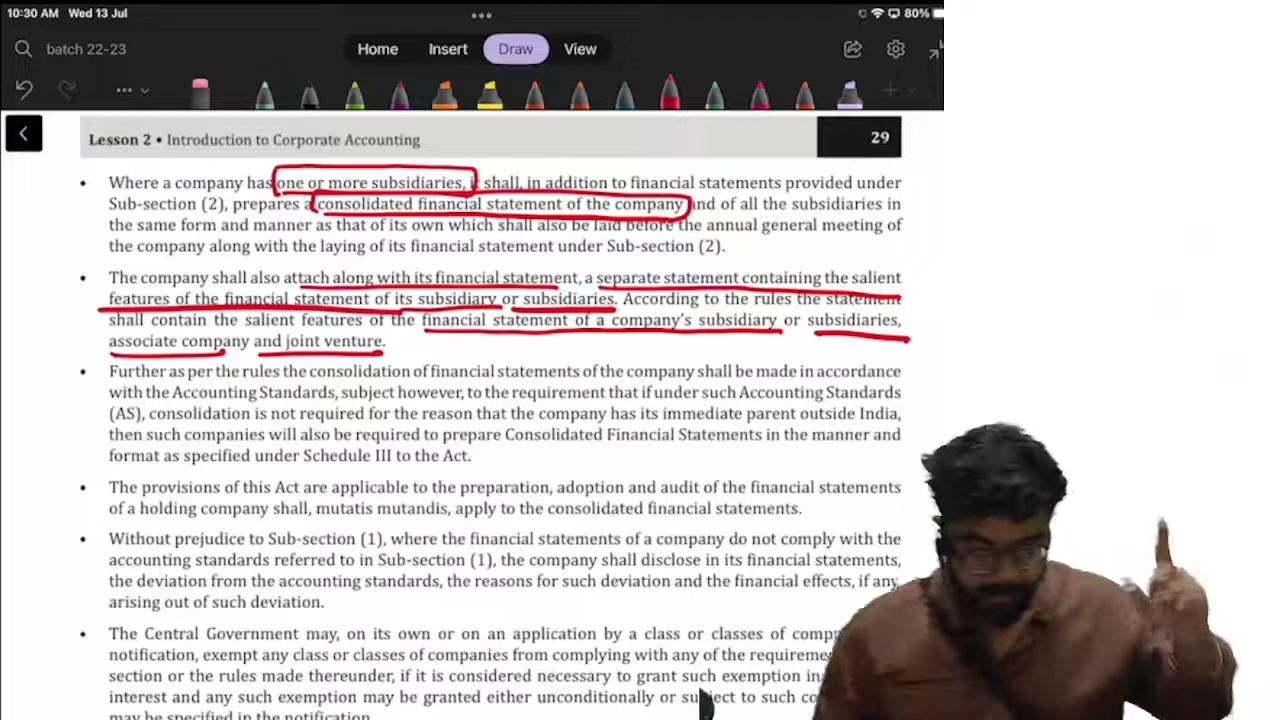 10:30 AM Wed 13 Jul
80%
batch 22-23
Home Insert Draw View
Lesson 2 • Introduction to Corporate Accounting 29
• Where a company has one or more subsidiaries, it shall, in addition to financial statements provided under
Sub-section (2), prepares a consolidated financial statement of the company and of all the subsidiaries in
the same form and manner as that of its own which shall also be laid before the annual general meeting of
the company along with the laying of its financial statement under Sub-section (2).
• The company shall also attach along with its financial statement, a separate statement containing the salient
features of the financial statement of its subsidiary or subsidiaries. According to the rules the statement
shall contain the salient features of the financial statement of a company's subsidiary or subsidiaries,
associate company and joint venture.
• Further as per the rules the consolidation of financial statements of the company shall be made in accordance
with the Accounting Standards, subject however, to the requirement that if under such Accounting Standards
(AS), consolidation is not required for the reason that the company has its immediate parent outside India,
then such companies will also be required to prepare Consolidated Financial Statements in the manner and
format as specified under Schedule III to the Act.
• The provisions of this Act are applicable to the preparation, adoption and audit of the financial statements
of a holding company shall, mutatis mutandis, apply to the consolidated financial statements.
• Without prejudice to Sub-section (1), where the financial statements of a company do not comply with the
accounting standards referred to in Sub-section (1), the company shall disclose in its financial statements,
the deviation from the accounting standards, the reasons for such deviation and the financial effects, if any,
arising out of such deviation.
• The Central Government may, on its own or on an application by a class or classes of
notification, exempt any class or classes of companies from complying with any of the
section or the rules made thereunder, if it is considered necessary to grant such exemption in
interest and any such exemption may be granted either unconditionally or subject to such
may be specified in the notification.